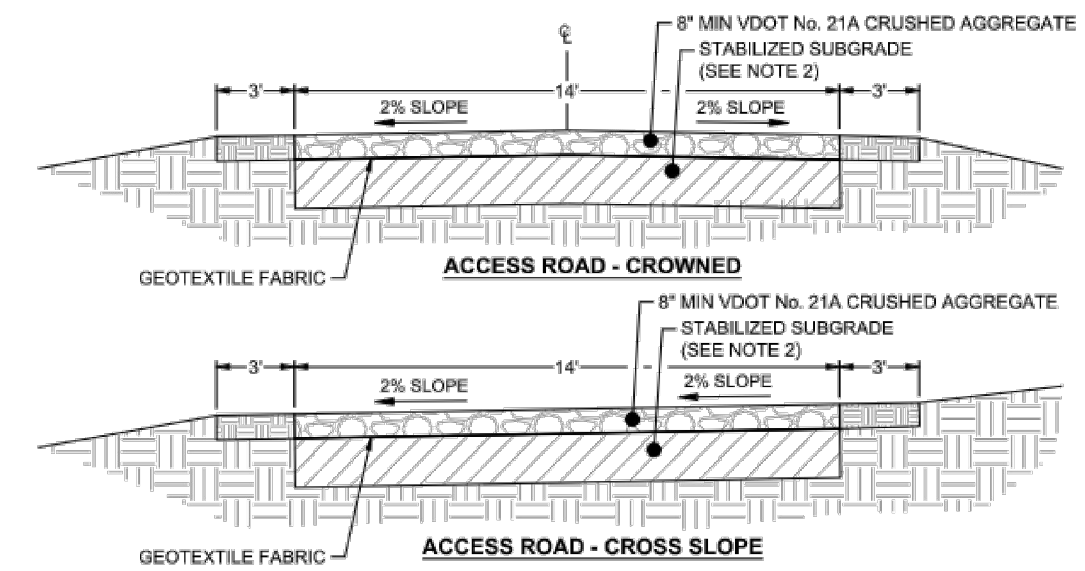 ℄
8" MIN VDOT No. 21A CRUSHED AGGREGATE
STABILIZED SUBGRADE
(SEE NOTE 2)
3'
14'
3'
2% SLOPE
2% SLOPE
GEOTEXTILE FABRIC
ACCESS ROAD - CROWNED
8" MIN VDOT No. 21A CRUSHED AGGREGATE
STABILIZED SUBGRADE
(SEE NOTE 2)
3'
14'
3'
2% SLOPE
2% SLOPE
GEOTEXTILE FABRIC
ACCESS ROAD - CROSS SLOPE